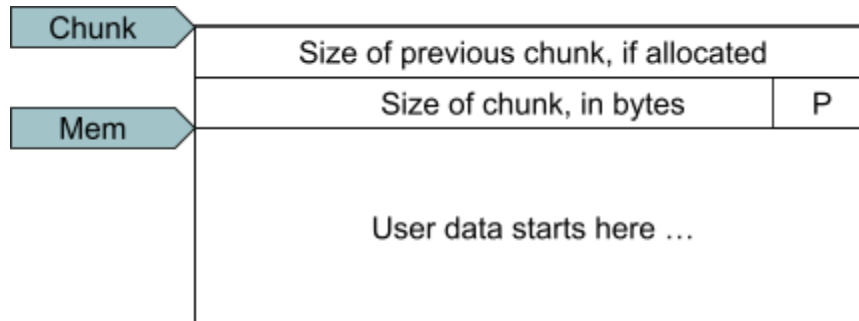 Chunk
Size of previous chunk, if allocated
Size of chunk, in bytes P
Mem
User data starts here …